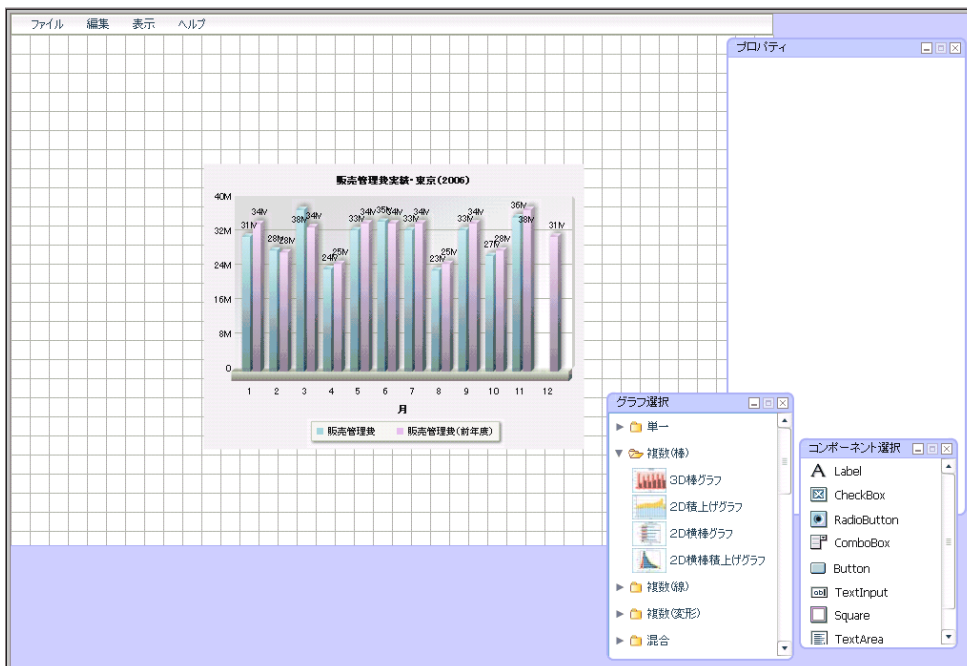 ファイル 編集 表示 ヘルプ
プロパティ
販売管理費実績・東京(2006)
40M
32M
24M
16M
8M
0
31M 34M
28M 28M
38M 34M
24M 25M
33M 34M
35M 34M
33M 34M
23M 25M
33M 34M
27M 28M
36M 38M
31M
1 2 3 4 5 6 7 8 9 10 11 12
月
販売管理費 販売管理費(前年度)
グラフ選択
単一
複数(棒)
3D棒グラフ
2D積上げグラフ
2D横棒グラフ
2D横棒積上げグラフ
複数(線)
複数(変形)
混合
コンポーネント選択
A Label
CheckBox
RadioButton
ComboBox
Button
abl TextInput
Square
TextArea